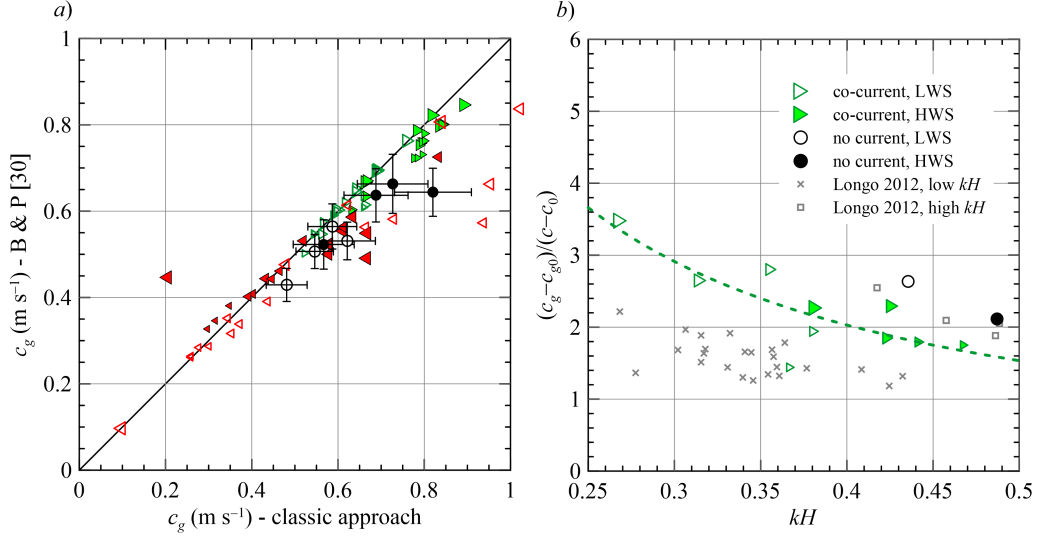 a)
b)
1
0.8
0.6
0.4
0.2
0
0
0.2
0.4
0.6
0.8
1
c_g (m s⁻¹) - B & P [30]
c_g (m s⁻¹) - classic approach
6
5
4
3
2
1
0
0.25
0.3
0.35
0.4
0.45
0.5
(c_g–c_g0)/(c–c_0)
kH
co-current, LWS
co-current, HWS
no current, LWS
no current, HWS
Longo 2012, low kH
Longo 2012, high kH